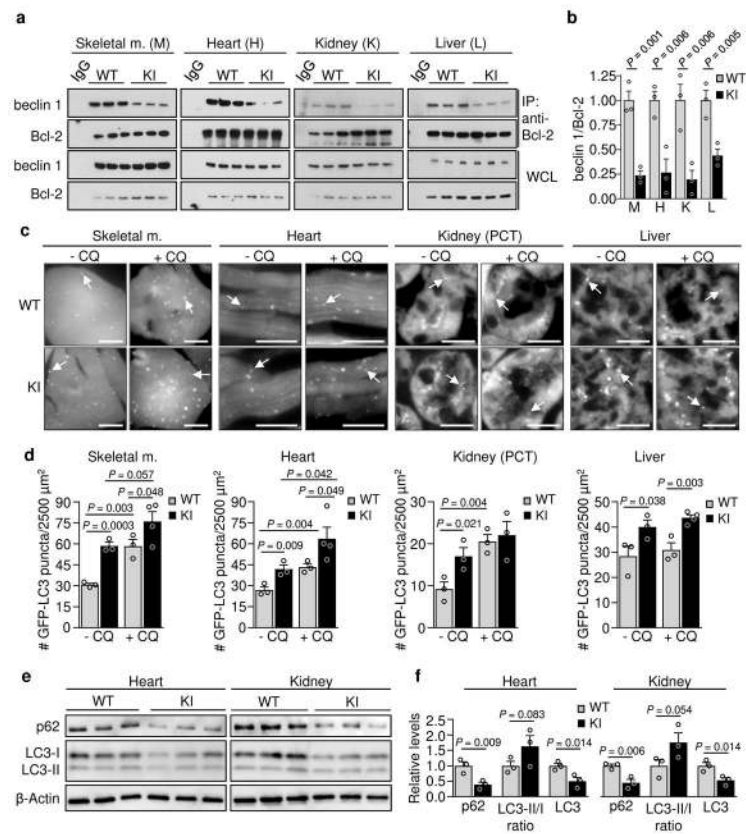 a
Skeletal m. (M) Heart (H) Kidney (K) Liver (L)
IgG WT KI IgG WT KI IgG WT KI IgG WT KI
beclin 1
Bcl-2
IP:
anti-
Bcl-2
beclin 1
Bcl-2
WCL
b
P = 0.001
P = 0.006
P = 0.006
P = 0.005
WT
KI
beclin 1/Bcl-2
1.25
1.00
0.75
0.50
0.25
0
M H K L
c
Skeletal m. Heart Kidney (PCT) Liver
- CQ + CQ - CQ + CQ - CQ + CQ - CQ + CQ
WT
KI
d
Skeletal m.
# GFP-LC3 puncta/2500 µm²
P = 0.057
P = 0.003
P = 0.048
P = 0.0003
WT
KI
90
75
60
45
30
15
0
- CQ + CQ
Heart
# GFP-LC3 puncta/2500 µm²
P = 0.042
P = 0.049
P = 0.004
P = 0.009
WT
KI
90
72
54
36
18
0
- CQ + CQ
Kidney (PCT)
# GFP-LC3 puncta/2500 µm²
P = 0.004
P = 0.021
WT
KI
30
20
10
0
- CQ + CQ
Liver
# GFP-LC3 puncta/2500 µm²
P = 0.038
P = 0.003
WT
KI
50
40
30
20
10
0
- CQ + CQ
e
Heart Kidney
WT KI WT KI
p62
LC3-I
LC3-II
β-Actin
f
Heart Kidney
WT
KI
Relative levels
2.5
2.0
1.5
1.0
0.5
0.0
P = 0.009
P = 0.083
P = 0.014
P = 0.006
P = 0.054
P = 0.014
p62 LC3-II/I LC3 p62 LC3-II/I LC3
ratio ratio